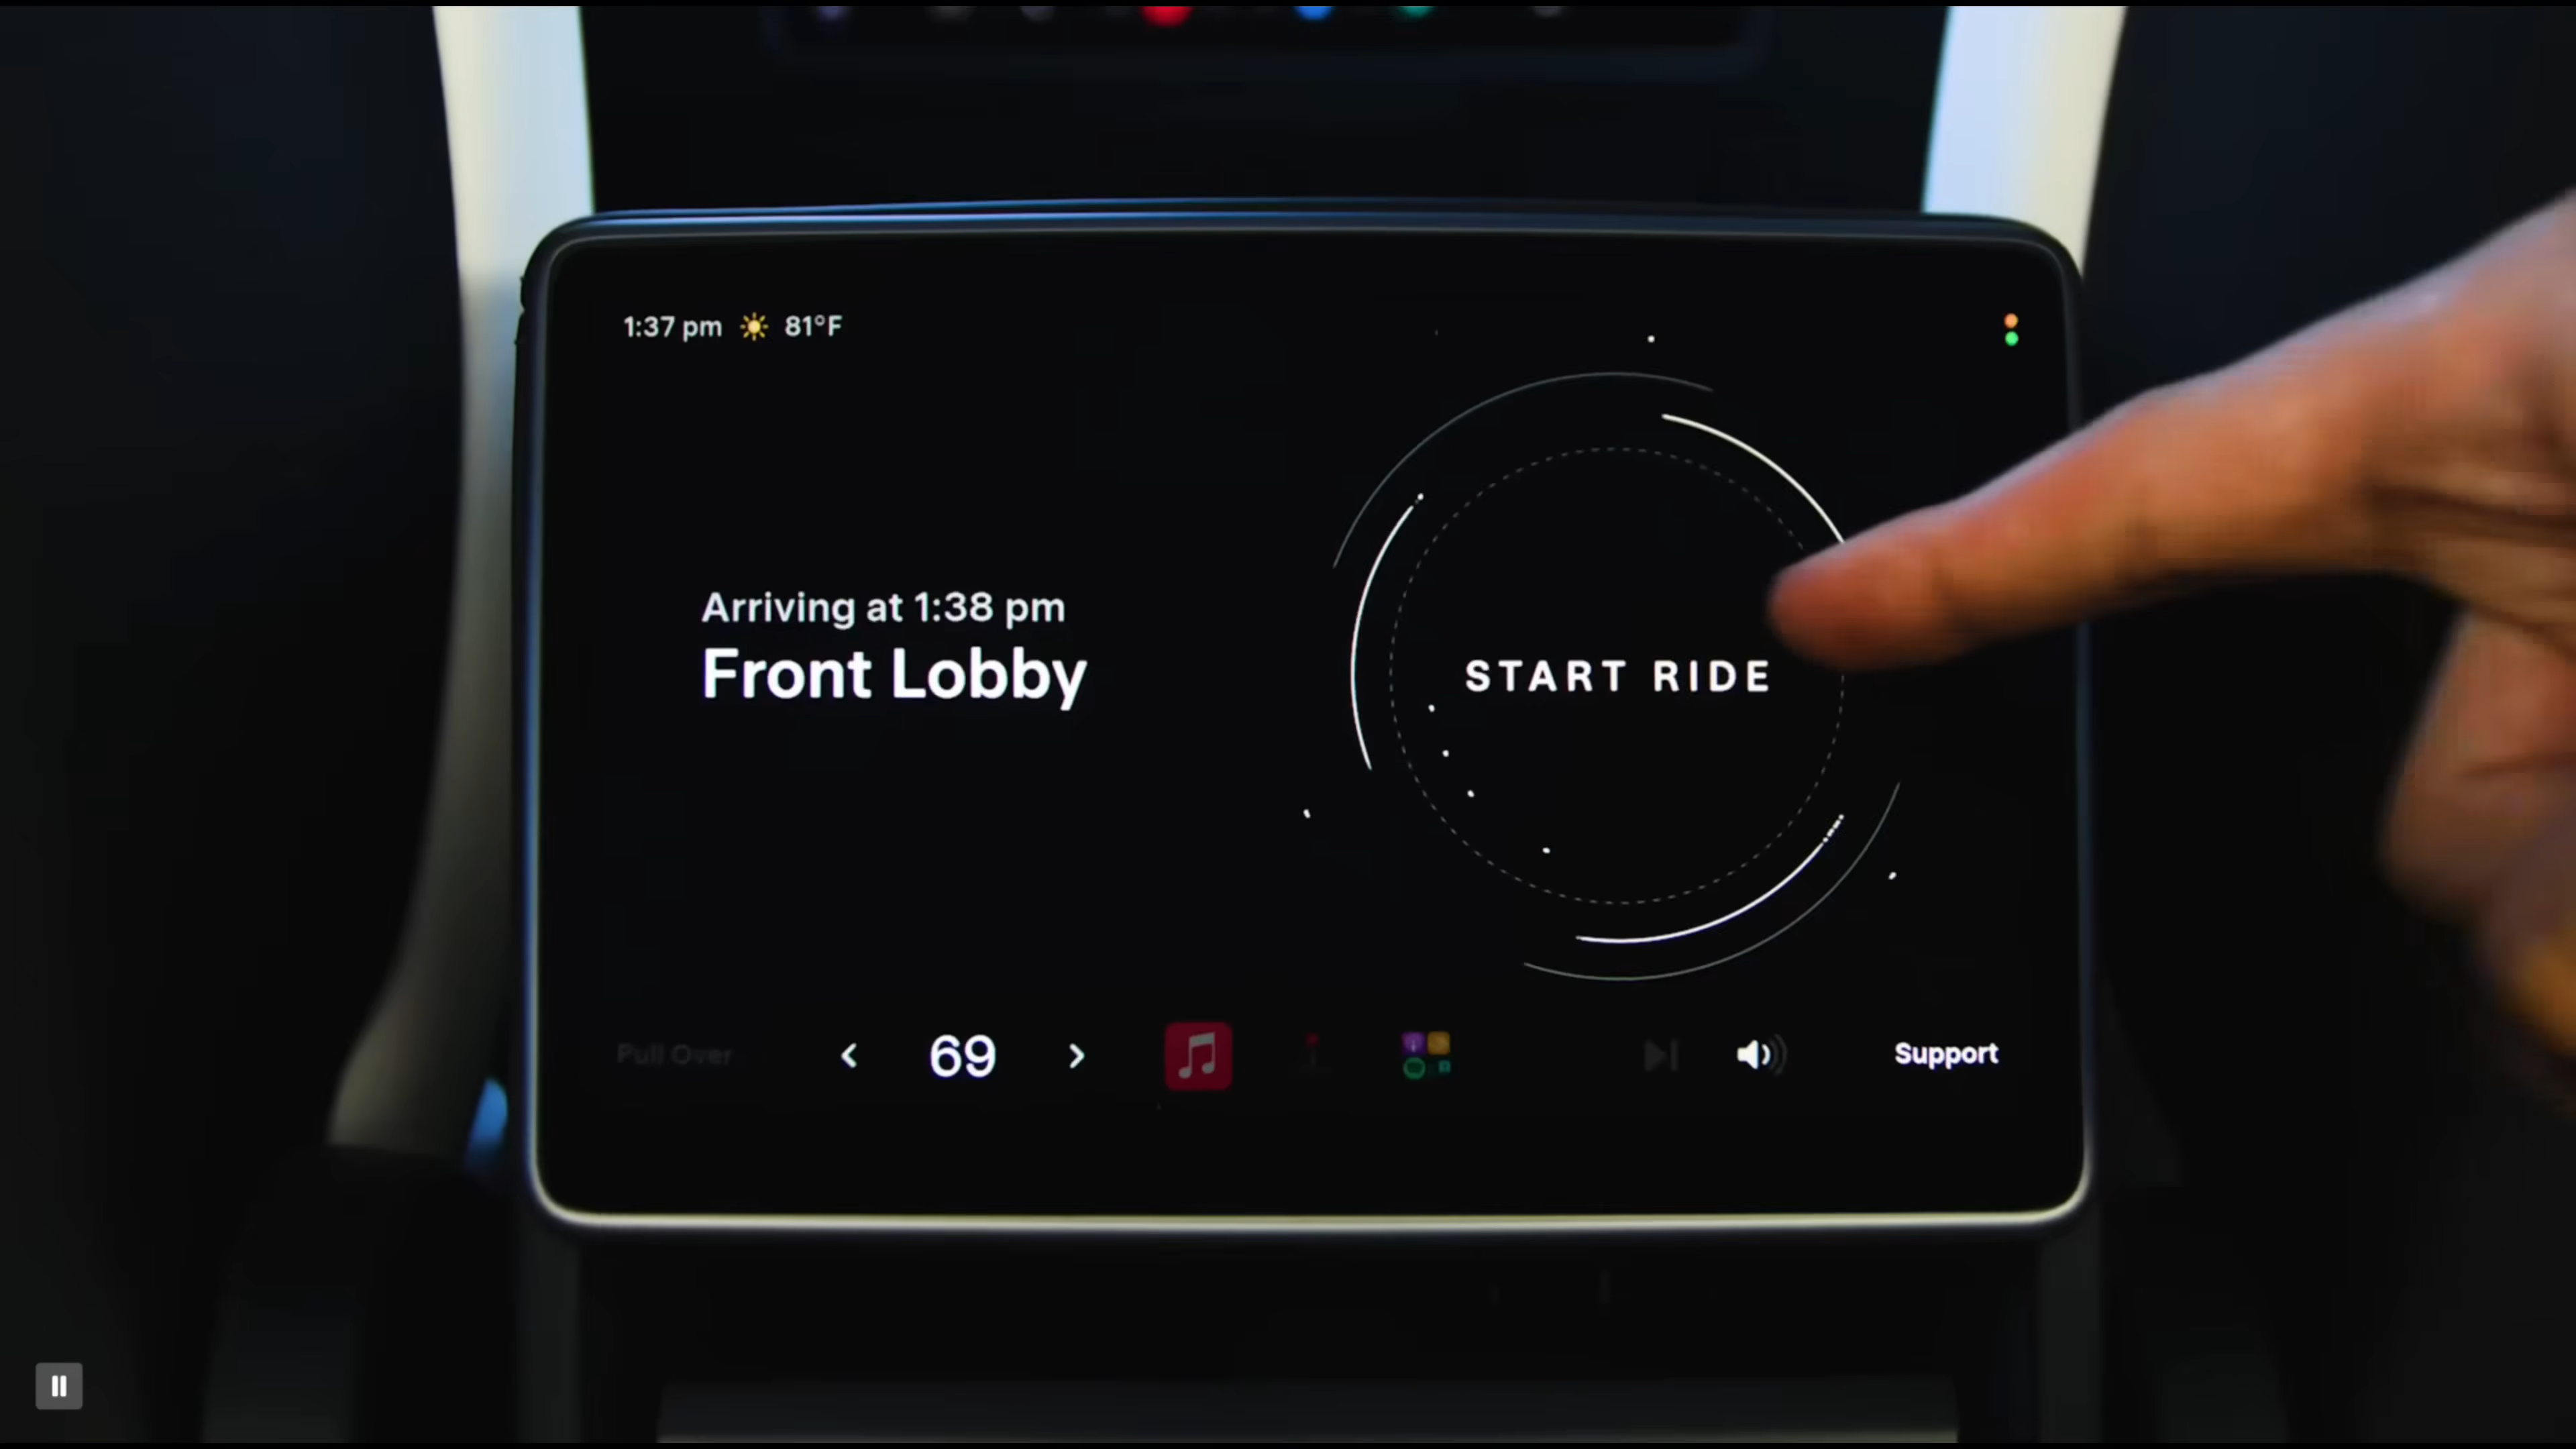 1:37 pm 81°F
Arriving at 1:38 pm
Front Lobby
START RIDE
Pull Over
69
Support